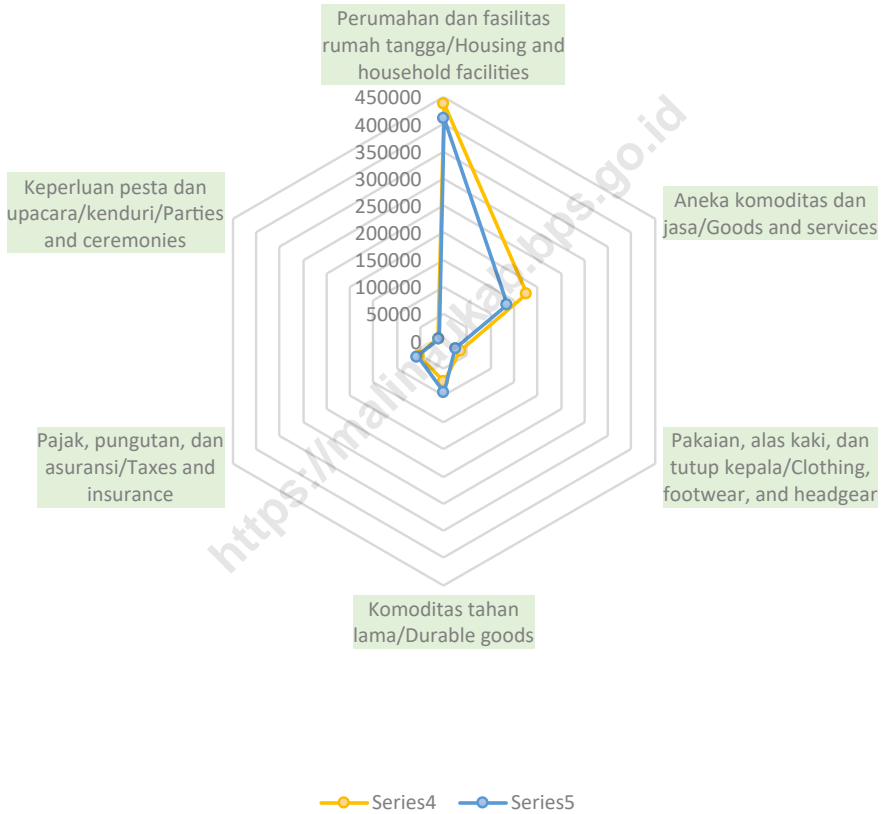 Perumahan dan fasilitas
rumah tangga/Housing and
household facilities
450000
400000
350000
300000
250000
200000
150000
100000
50000
0
Keperluan pesta dan
upacara/kenduri/Parties
and ceremonies
Aneka komoditas dan
jasa/Goods and services
Pajak, pungutan, dan
asuransi/Taxes and
insurance
Pakaian, alas kaki, dan
tutup kepala/Clothing,
footwear, and headgear
Komoditas tahan
lama/Durable goods
https://malinaukab.bps.go.id
Series4
Series5